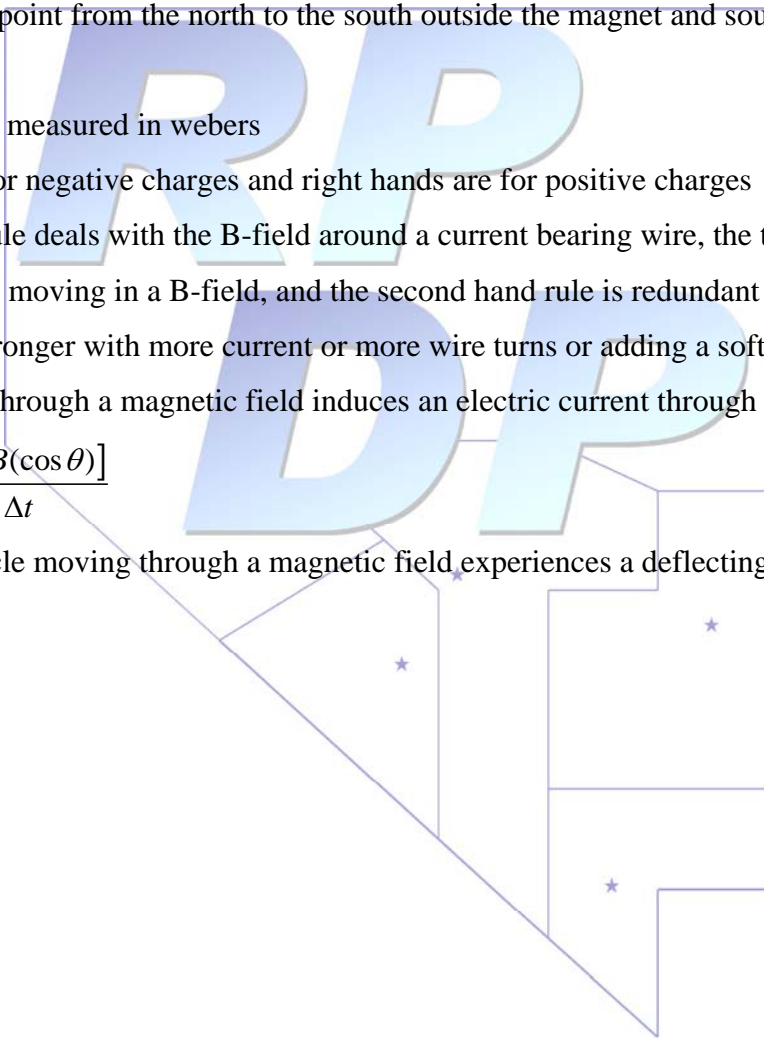 point from the north to the south outside the magnet and sou
measured in webers
or negative charges and right hands are for positive charges
ule deals with the B-field around a current bearing wire, the t
moving in a B-field, and the second hand rule is redundant
ronger with more current or more wire turns or adding a soft
hrough a magnetic field induces an electric current through
B(cos θ)]
Δt
cle moving through a magnetic field experiences a deflecting
RP
DP